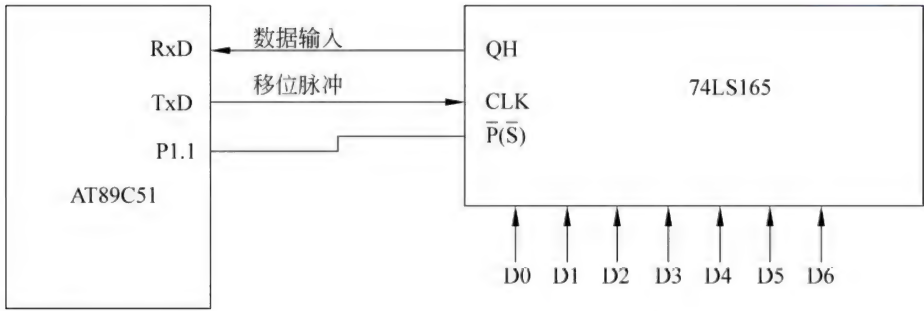 RxD
数据输入
QH
TxD
移位脉冲
CLK
74LS165
P1.1
P̅(S̅)
AT89C51
D0 D1 D2 D3 D4 D5 D6